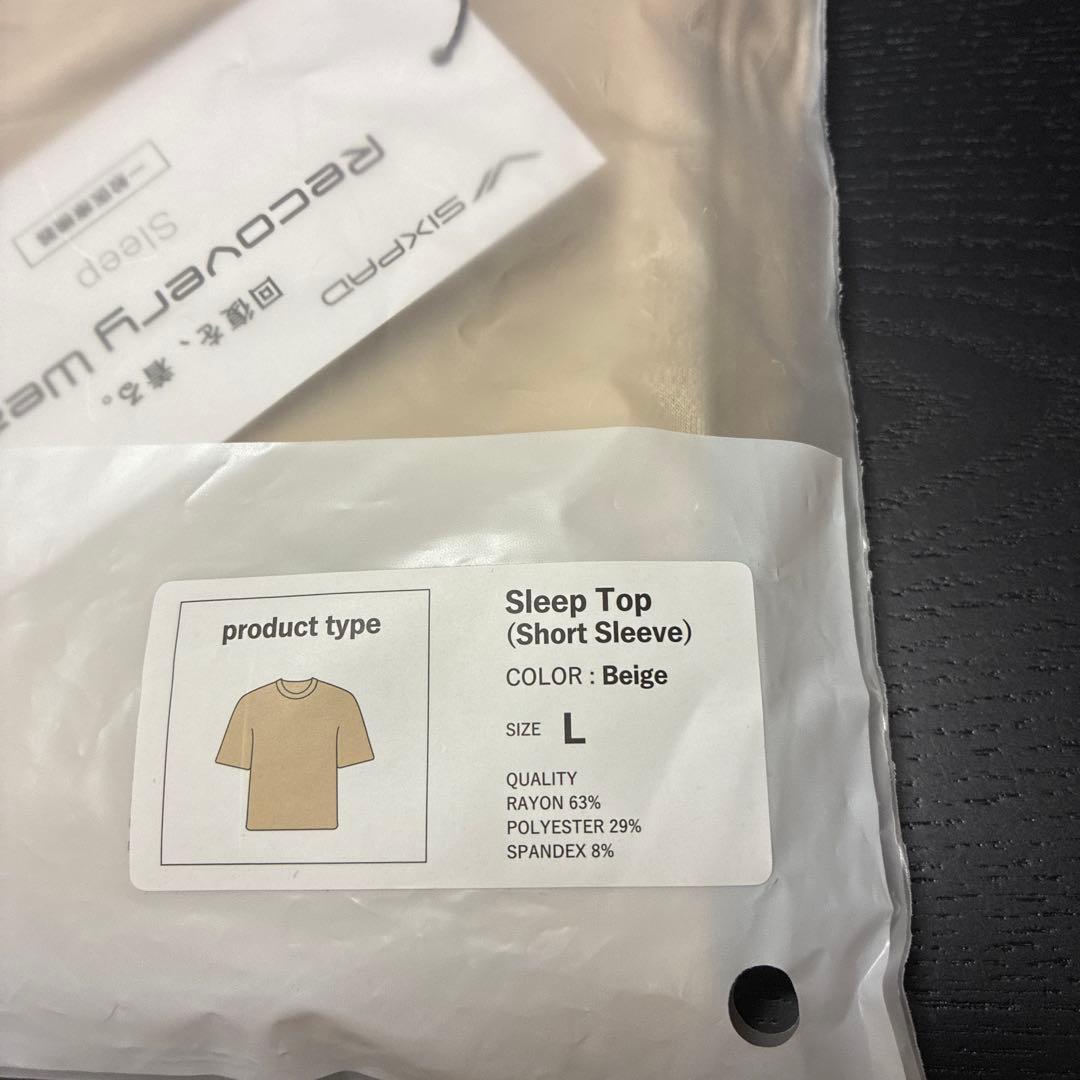 SIXPAD
Recovery Wea
Sleep
一般医療機器
回復を、着る。
product type
Sleep Top
(Short Sleeve)
COLOR : Beige
SIZE L
QUALITY
RAYON 63%
POLYESTER 29%
SPANDEX 8%